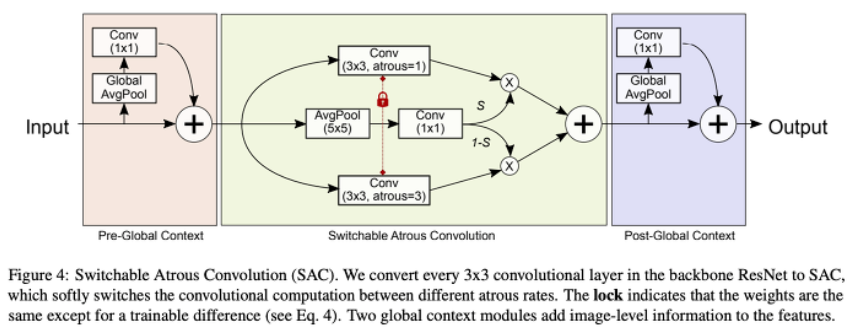 Input
Conv
(1x1)
Global
AvgPool
+
Pre-Global Context
Conv
(3x3, atrous=1)
AvgPool
(5x5)
Conv
(1x1)
S
1-S
X
X
Conv
(3x3, atrous=3)
+
Switchable Atrous Convolution
Conv
(1x1)
Global
AvgPool
+
Post-Global Context
Output
Figure 4: Switchable Atrous Convolution (SAC). We convert every 3x3 convolutional layer in the backbone ResNet to SAC,
which softly switches the convolutional computation between different atrous rates. The lock indicates that the weights are the
same except for a trainable difference (see Eq. 4). Two global context modules add image-level information to the features.